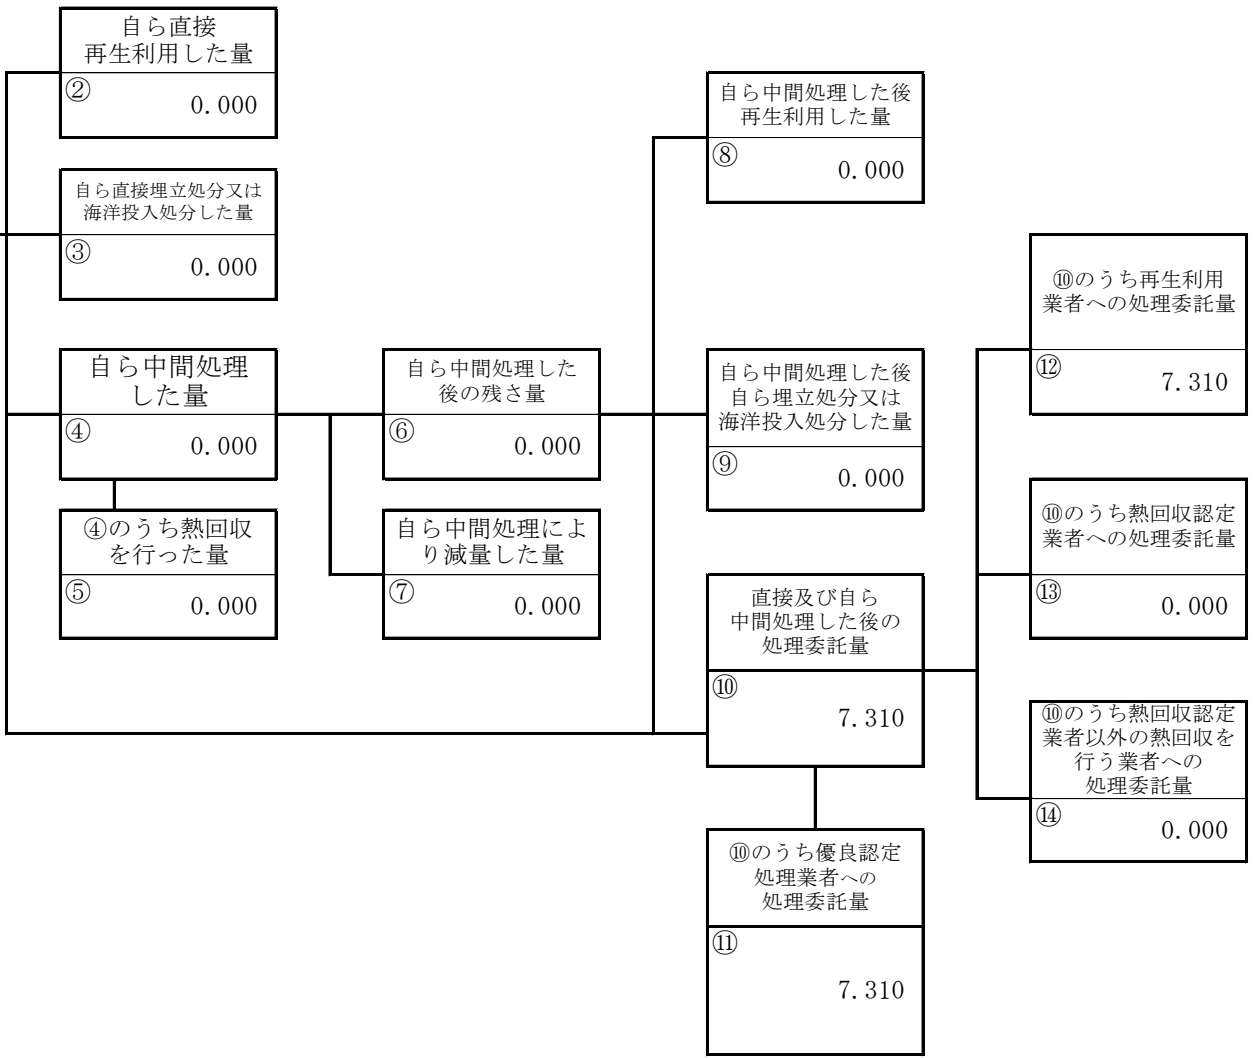 自ら直接
再生利用した量
②
0.000
自ら直接埋立処分又は
海洋投入処分した量
③
0.000
自ら中間処理
した量
④
0.000
④のうち熱回収
を行った量
⑤
0.000
自ら中間処理した
後の残さ量
⑥
0.000
自ら中間処理によ
り減量した量
⑦
0.000
自ら中間処理した後
再生利用した量
⑧
0.000
自ら中間処理した後
自ら埋立処分又は
海洋投入処分した量
⑨
0.000
直接及び自ら
中間処理した後の
処理委託量
⑩
7.310
⑩のうち優良認定
処理業者への
処理委託量
⑪
7.310
⑩のうち再生利用
業者への処理委託量
⑫
7.310
⑩のうち熱回収認定
業者への処理委託量
⑬
0.000
⑩のうち熱回収認定
業者以外の熱回収を
行う業者への
処理委託量
⑭
0.000